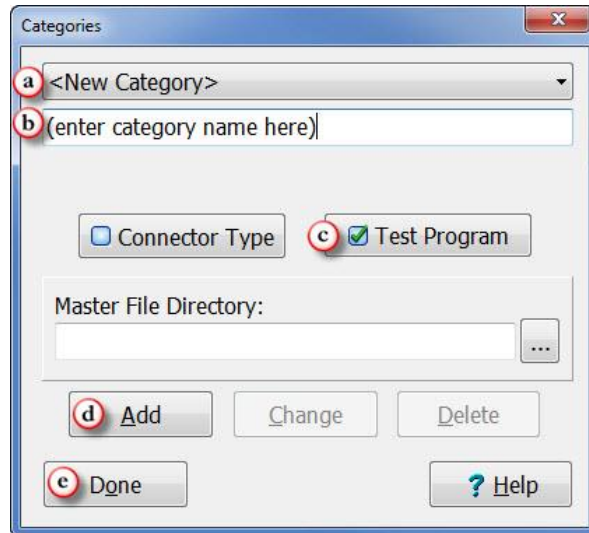 Categories
x
a <New Category>
b (enter category name here)
Connector Type c Test Program
Master File Directory:
...
d Add Change Delete
e Done ? Help